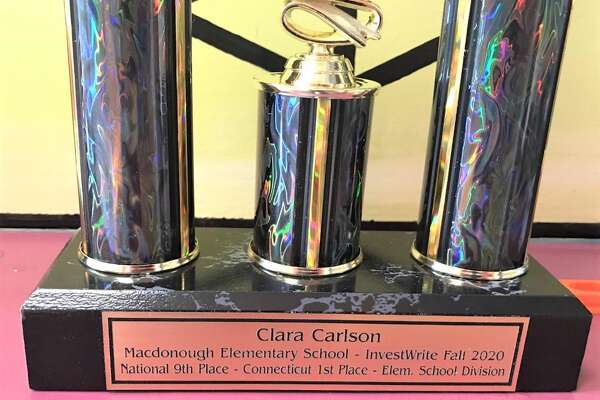 Clara Carlson
Macdonough Elementary School - InvestWrite Fall 2020
National 9th Place - Connecticut 1st Place - Elem. School Division